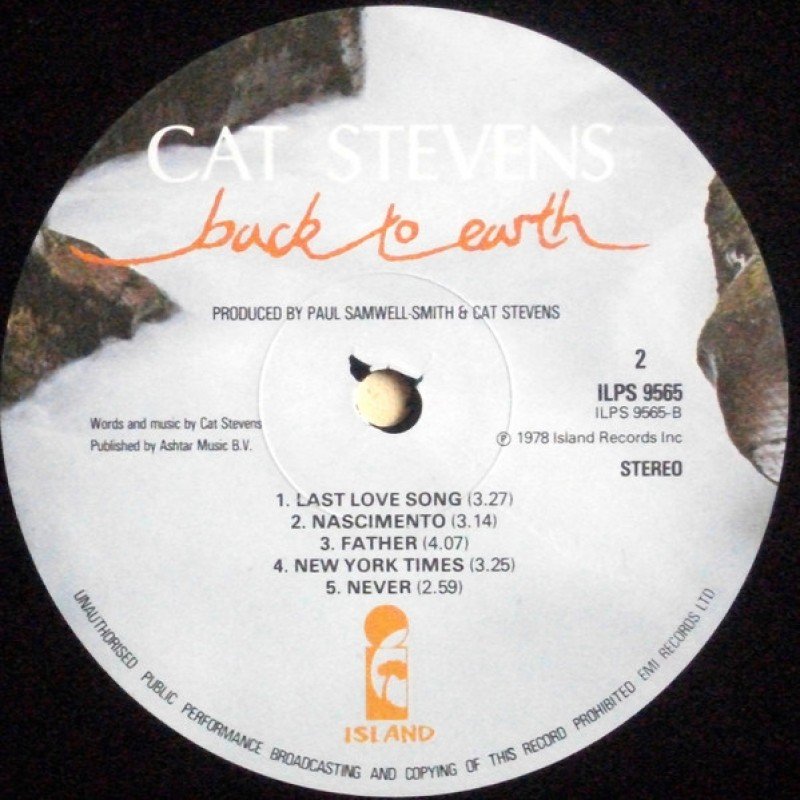 CAT STEVENS
back to earth
PRODUCED BY PAUL SAMWELL-SMITH & CAT STEVENS
2
ILPS 9565
ILPS 9565-B
Words and music by Cat Stevens
Published by Ashtar Music B.V.
℗ 1978 Island Records Inc
STEREO
1. LAST LOVE SONG (3.27)
2. NASCIMENTO (3.14)
3. FATHER (4.07)
4. NEW YORK TIMES (3.25)
5. NEVER (2.59)
ISLAND
UNAUTHORISED PUBLIC PERFORMANCE BROADCASTING AND COPYING OF THIS RECORD PROHIBITED EMI RECORDS LTD